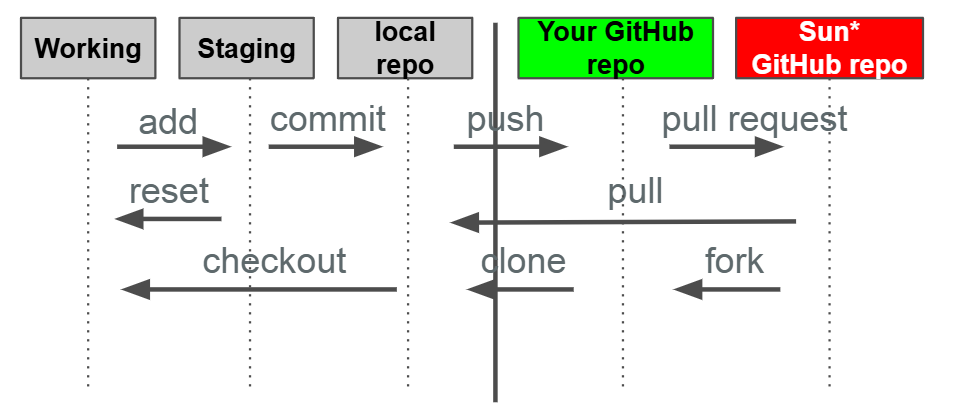 Working
Staging
local
repo
Your GitHub
repo
Sun*
GitHub repo
add
commit
push
pull request
reset
pull
checkout
clone
fork